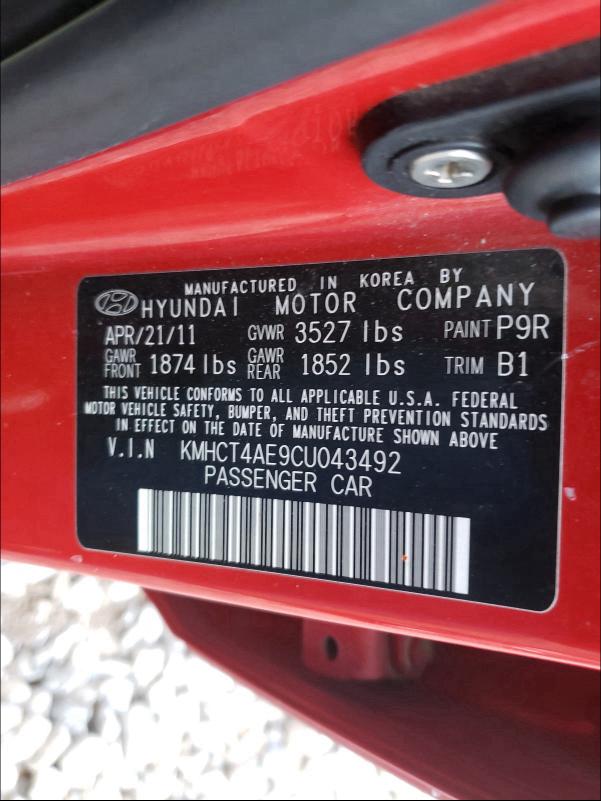 MANUFACTURED IN KOREA BY
HYUNDAI MOTOR COMPANY
APR/21/11 GVWR 3527 lbs PAINT P9R
GAWR FRONT 1874 lbs GAWR REAR 1852 lbs TRIM B1
THIS VEHICLE CONFORMS TO ALL APPLICABLE U.S.A. FEDERAL
MOTOR VEHICLE SAFETY, BUMPER, AND THEFT PREVENTION STANDARDS
IN EFFECT ON THE DATE OF MANUFACTURE SHOWN ABOVE
V.I.N KMHCT4AE9CU043492
PASSENGER CAR